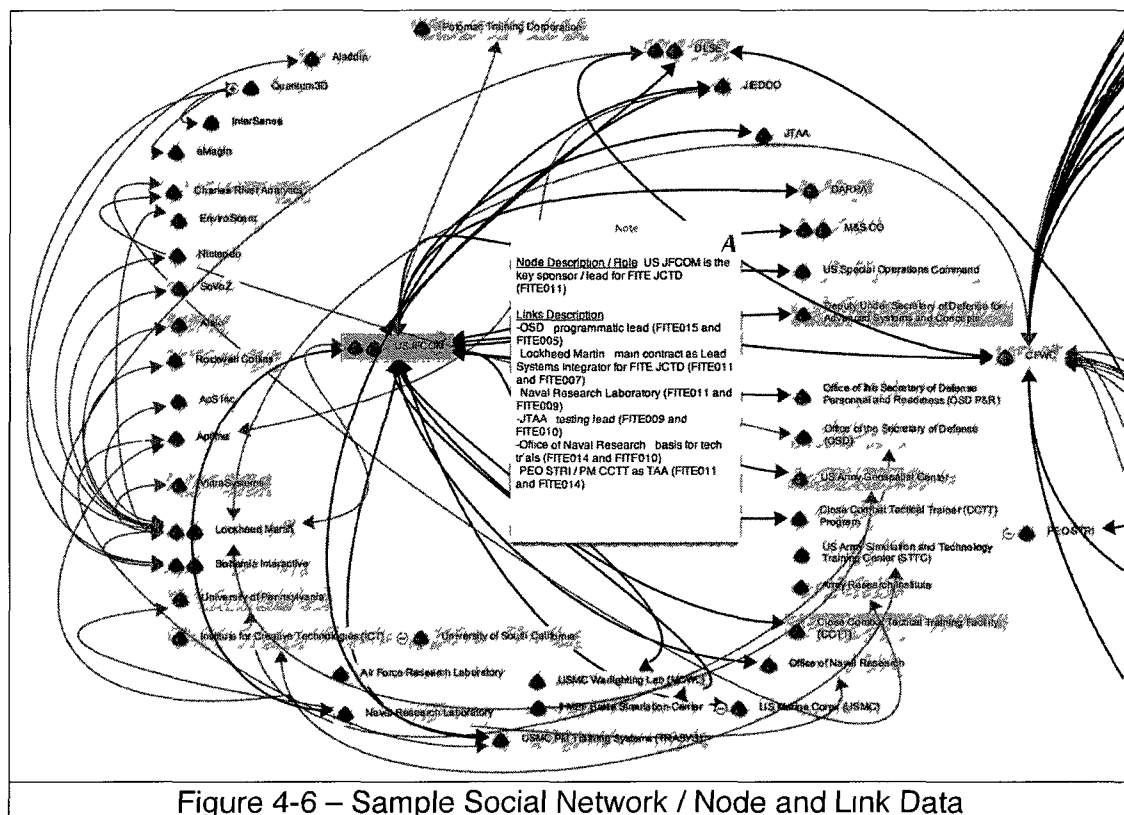 Potomac Training Corporation
DLSE
Aladdin
Quantum3D
JIEDDO
InterSense
JTAA
eMagin
Charles River Analytics
DARPA
EnviroScent
Note
M&S CO
A
Nintendo
Node Description / Role US JFCOM is the
key sponsor / lead for FITE JCTD
(FITE011)
US Special Operations Command
SoVoZ
Links Description
-OSD programmatic lead (FITE015 and
FITE005)
Lockheed Martin main contract as Lead
Systems Integrator for FITE JCTD (FITE011
and FITE007)
Naval Research Laboratory (FITE011 and
FITE009)
-JTAA testing lead (FITE009 and
FITE010)
-Office of Naval Research basis for tech
trials (FITE014 and FITF010)
PEO STRI / PM CCTT as TAA (FITE011
and FITE014)
Deputy Under Secretary of Defense for
Advanced Systems and Concepts
US JFCOM
Rockwell Collins
Office of the Secretary of Defense
Personnel and Readiness (OSD P&R)
Office of the Secretary of Defense
(OSD)
Aptima
US Army Geospatial Center
Close Combat Tactical Trainer (CCTT)
Program
Lockheed Martin
PEO STRI
US Army Simulation and Technology
Training Center (STTC)
Bohemia Interactive
Army Research Institute
University of Pennsylvania
Close Combat Tactical Training Facility
(CCTT)
Institute for Creative Technologies (ICT)
University of South California
Office of Naval Research
Air Force Research Laboratory
USMC Warfighting Lab (MCWL)
Naval Research Laboratory
Battle Simulation Center
US Marine Corps (USMC)
USMC PM Training Systems (TRASYS)
Figure 4-6 – Sample Social Network / Node and Link Data